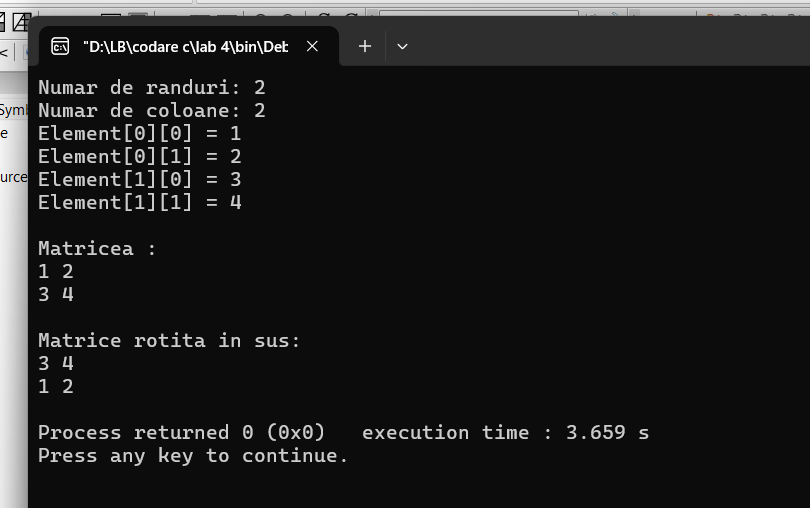 "D:\LB\codare c\lab 4\bin\Deb
Symb
e
urce
Numar de randuri: 2
Numar de coloane: 2
Element[0][0] = 1
Element[0][1] = 2
Element[1][0] = 3
Element[1][1] = 4
Matricea :
1 2
3 4
Matrice rotita in sus:
3 4
1 2
Process returned 0 (0x0)   execution time : 3.659 s
Press any key to continue.